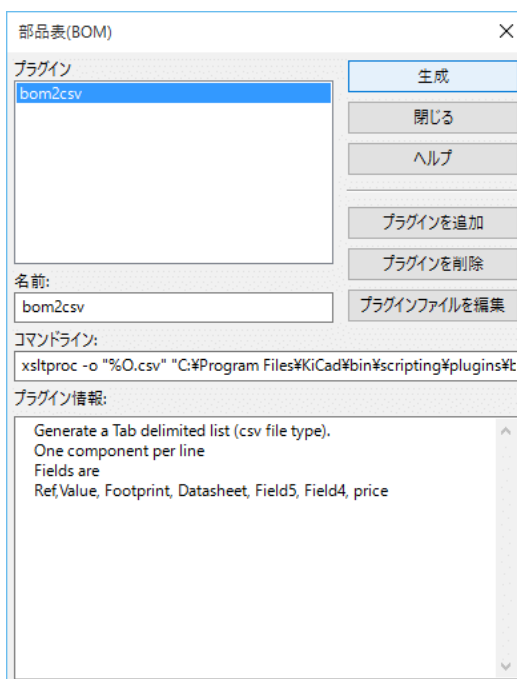 部品表(BOM)
プラグイン
bom2csv
生成
閉じる
ヘルプ
プラグインを追加
プラグインを削除
プラグインファイルを編集
名前:
bom2csv
コマンドライン:
xsltproc -o "%O.csv" "C:¥Program Files¥KiCad¥bin¥scripting¥plugins¥b
プラグイン情報:
Generate a Tab delimited list (csv file type).
One component per line
Fields are
Ref,Value, Footprint, Datasheet, Field5, Field4, price